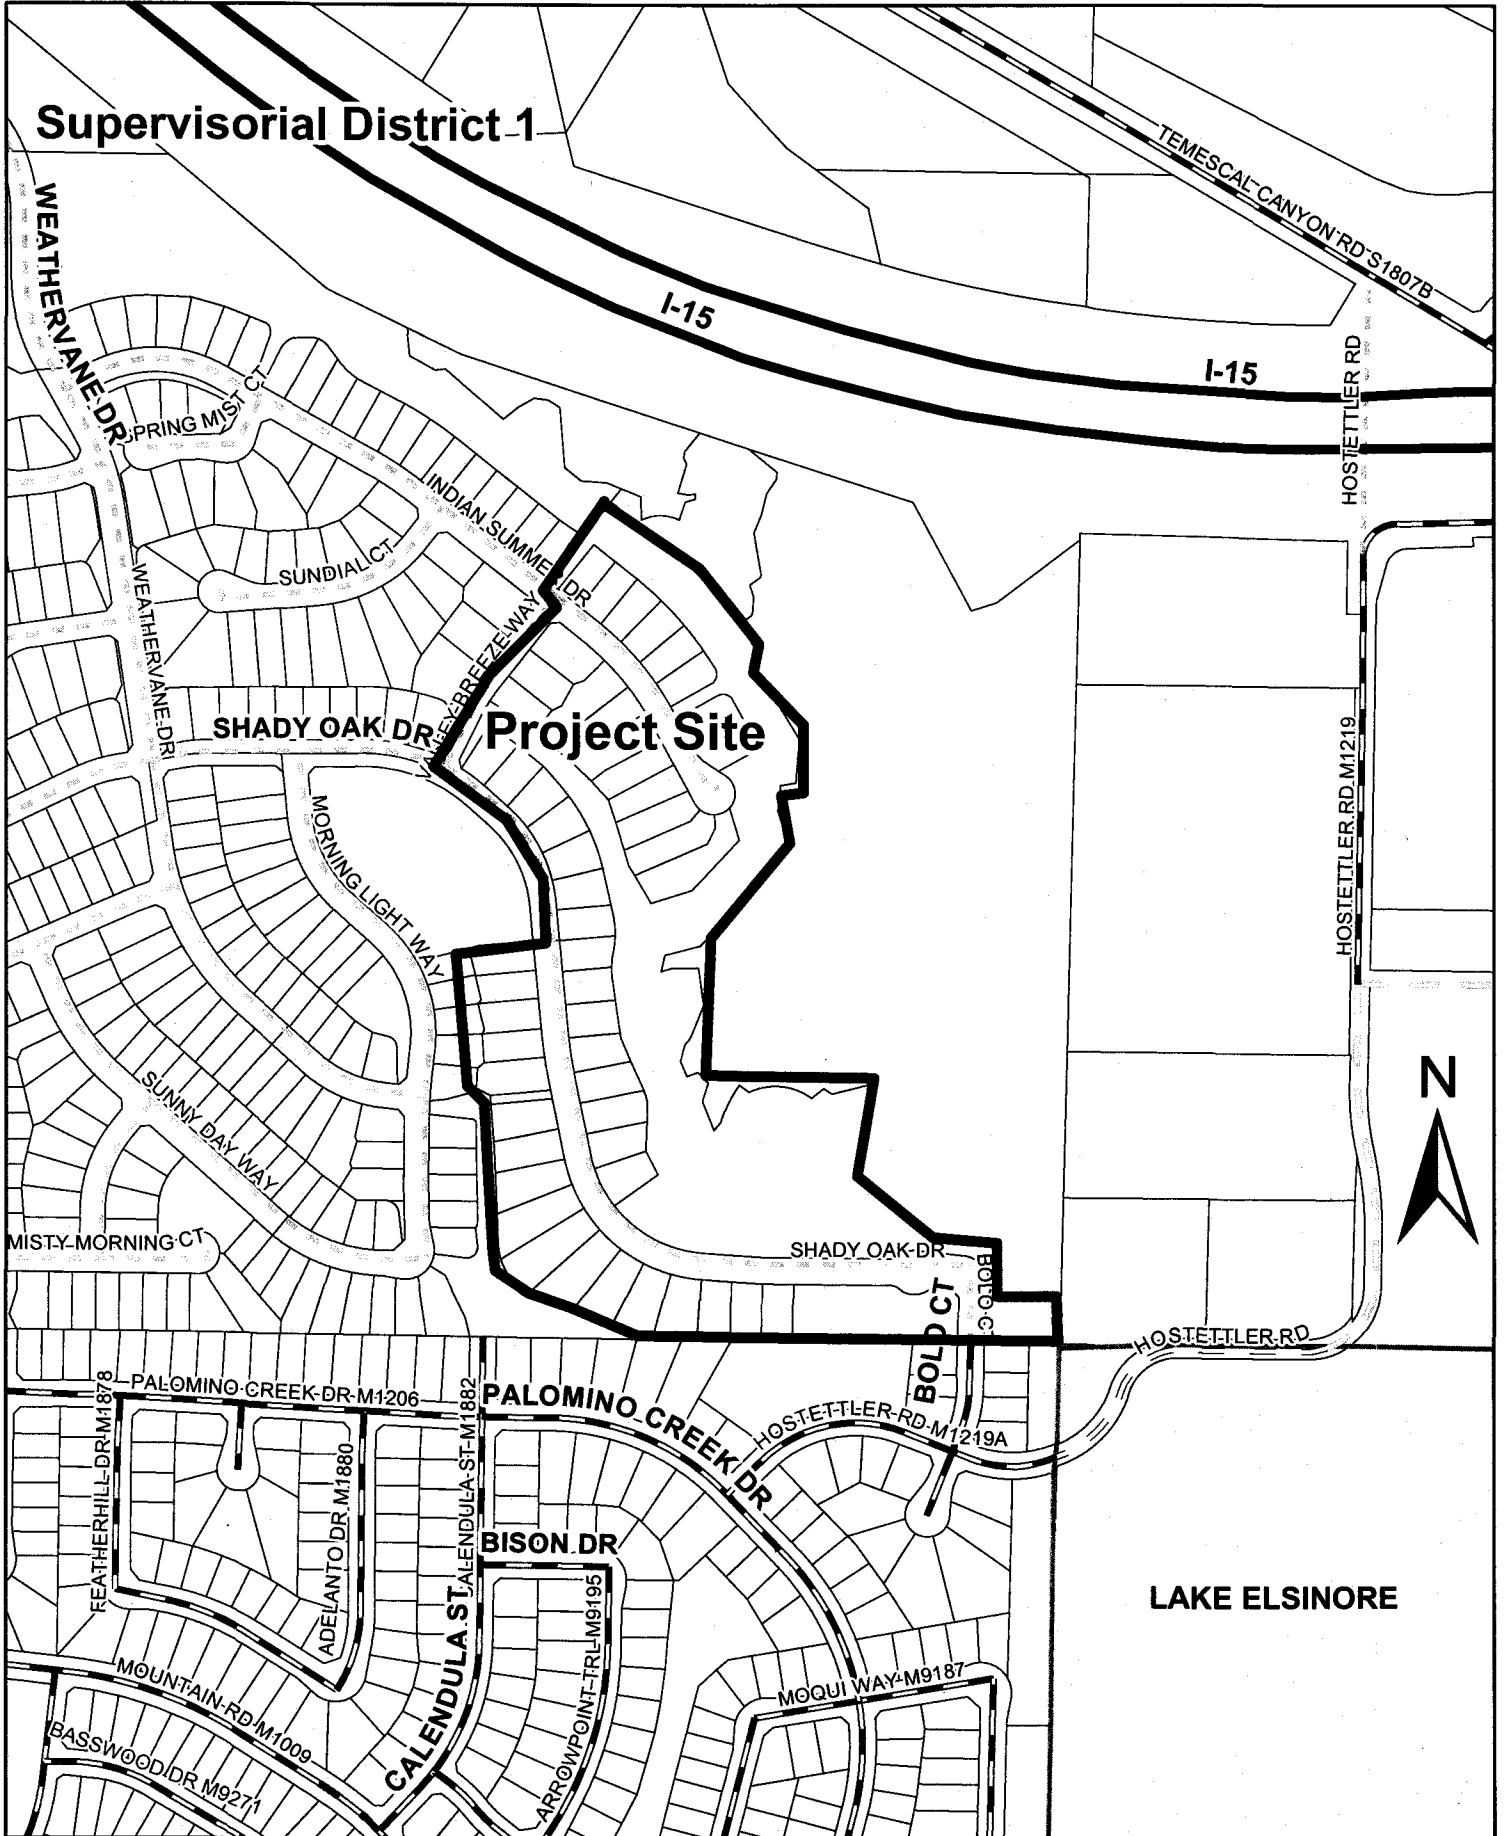 Supervisorial District 1
TEMESCAL CANYON RD S1807B
WEATHERVANE DR
I-15
I-15
HOSTETTLER RD
SPRING MIST CT
INDIAN SUMMER DR
SUNDIAL CT
WEATHERVANE DR
BREEZE WAY
SHADY OAK DR
Project Site
HOSTETTLER RD M1219
MORNING LIGHT WAY
N
SUNNY DAY WAY
MISTY MORNING CT
SHADY OAK DR
BOLO C
BOLO CT
HOSTETTLER RD
PALOMINO CREEK DR M1206
PALOMINO CREEK DR
HOSTETTLER RD M1219A
FEATHERHILL DR M1878
ADELANTO DR M1880
CALENDULA ST M1882
BISON DR
CALENDULA ST
ARROWPOINT TRL M9195
LAKE ELSINORE
MOUNTAIN RD M1009
MOQUI WAY M9187
BASSWOOD DR M9271